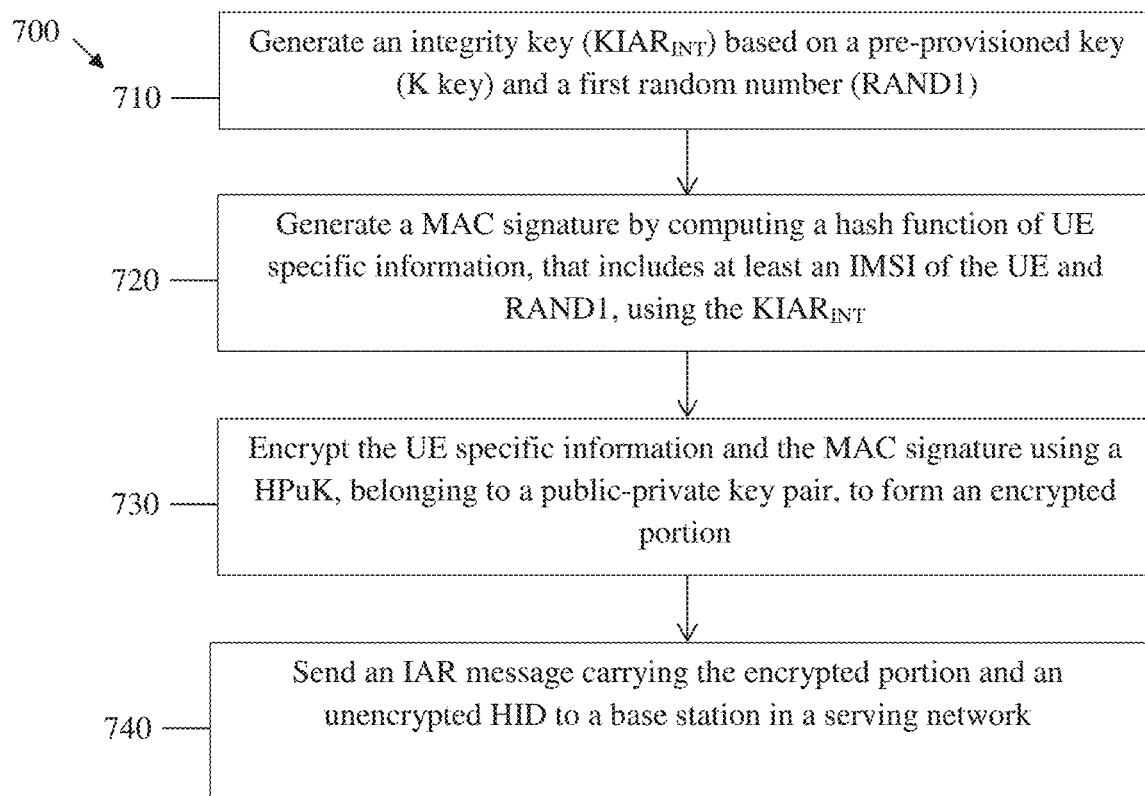 700
Generate an integrity key (KIAR_INT) based on a pre-provisioned key
(K key) and a first random number (RAND1)
710
Generate a MAC signature by computing a hash function of UE
specific information, that includes at least an IMSI of the UE and
RAND1, using the KIAR_INT
720
Encrypt the UE specific information and the MAC signature using a
HPuK, belonging to a public-private key pair, to form an encrypted
portion
730
Send an IAR message carrying the encrypted portion and an
unencrypted HID to a base station in a serving network
740